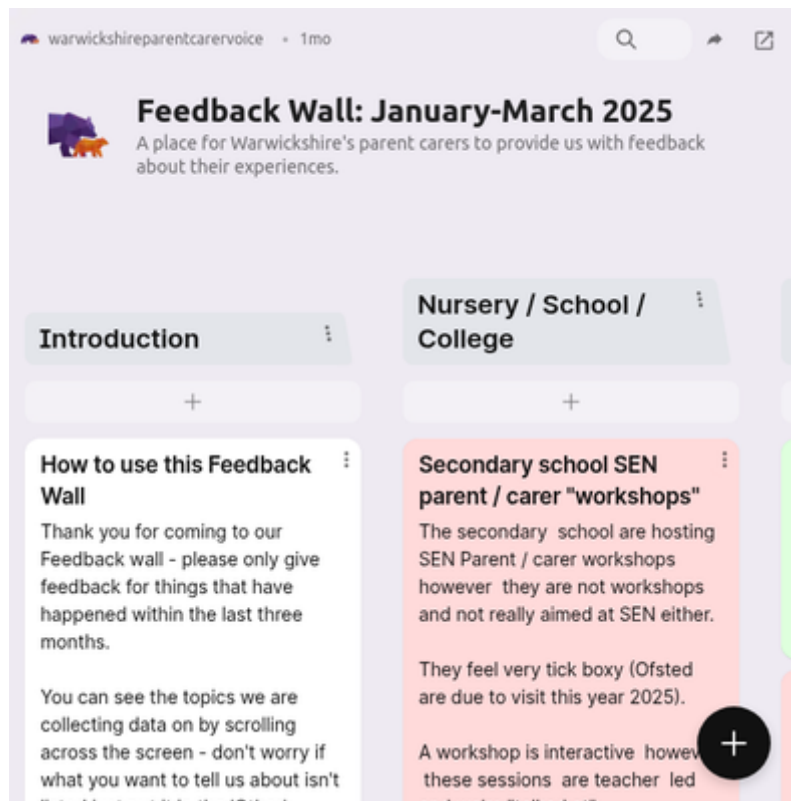 warwickshireparentcarervoice • 1mo
Feedback Wall: January-March 2025
A place for Warwickshire's parent carers to provide us with feedback
about their experiences.
Introduction
How to use this Feedback
Wall
Thank you for coming to our
Feedback wall - please only give
feedback for things that have
happened within the last three
months.
You can see the topics we are
collecting data on by scrolling
across the screen - don't worry if
what you want to tell us about isn't
Nursery / School /
College
Secondary school SEN
parent / carer "workshops"
The secondary school are hosting
SEN Parent / carer workshops
however they are not workshops
and not really aimed at SEN either.
They feel very tick boxy (Ofsted
are due to visit this year 2025).
A workshop is interactive
these sessions are teacher led